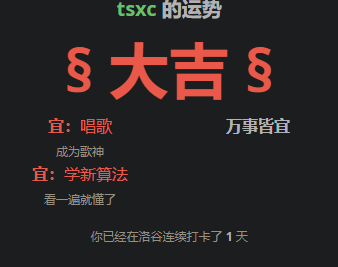 tsxc 的运势
§ 大吉 §
宜：唱歌 万事皆宜
成为歌神
宜：学新算法
看一遍就懂了
你已经在洛谷连续打卡了 1 天